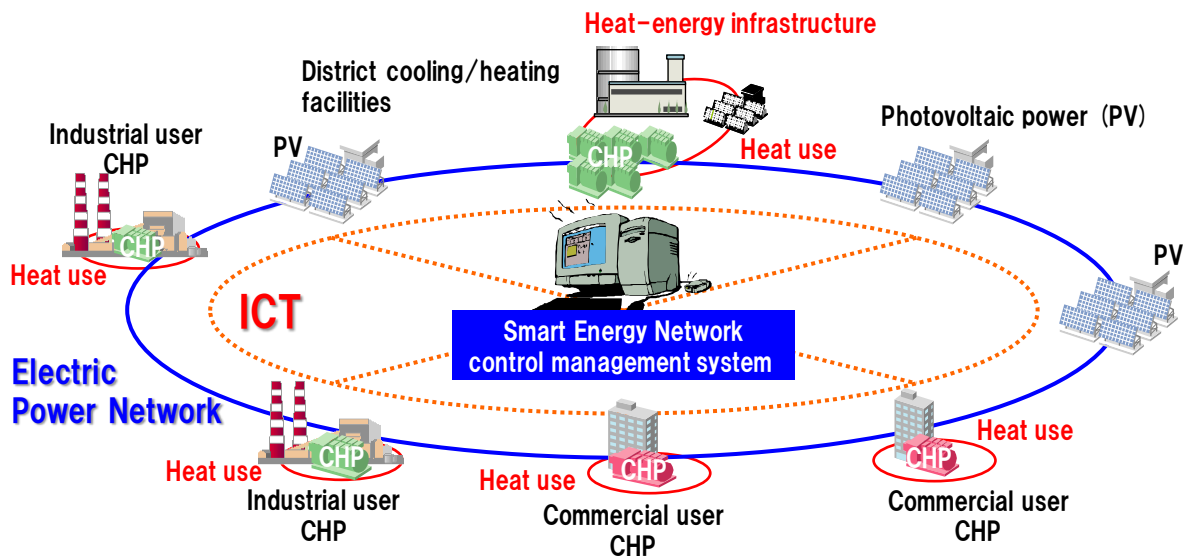 Heat-energy infrastructure
District cooling/heating
facilities
Photovoltaic power (PV)
Industrial user
CHP
PV
CHP
Heat use
CHP
Heat use
PV
ICT
Smart Energy Network
control management system
Electric
Power Network
Heat use
CHP
Industrial user
CHP
Heat use
CHP
Commercial user
CHP
Heat use
CHP
Commercial user
CHP